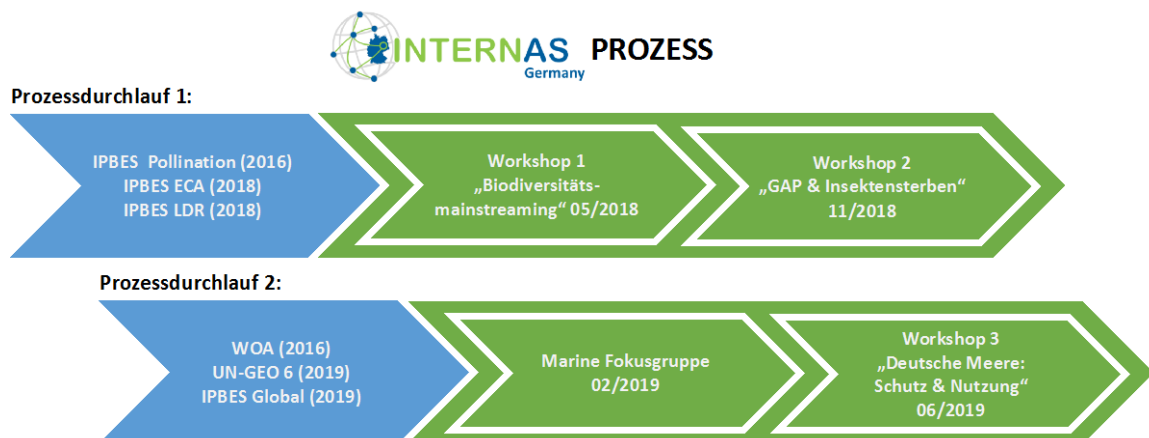 INTERNAS PROZESS
Germany
Prozessdurchlauf 1:
IPBES Pollination (2016)
IPBES ECA (2018)
IPBES LDR (2018)
Workshop 1
„Biodiversitäts-
mainstreaming“ 05/2018
Workshop 2
„GAP & Insektensterben“
11/2018
Prozessdurchlauf 2:
WOA (2016)
UN-GEO 6 (2019)
IPBES Global (2019)
Marine Fokusgruppe
02/2019
Workshop 3
„Deutsche Meere:
Schutz & Nutzung“
06/2019